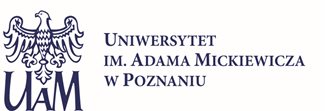 UAM
UNIWERSYTET
IM. ADAMA MICKIEWICZA
W POZNANIU